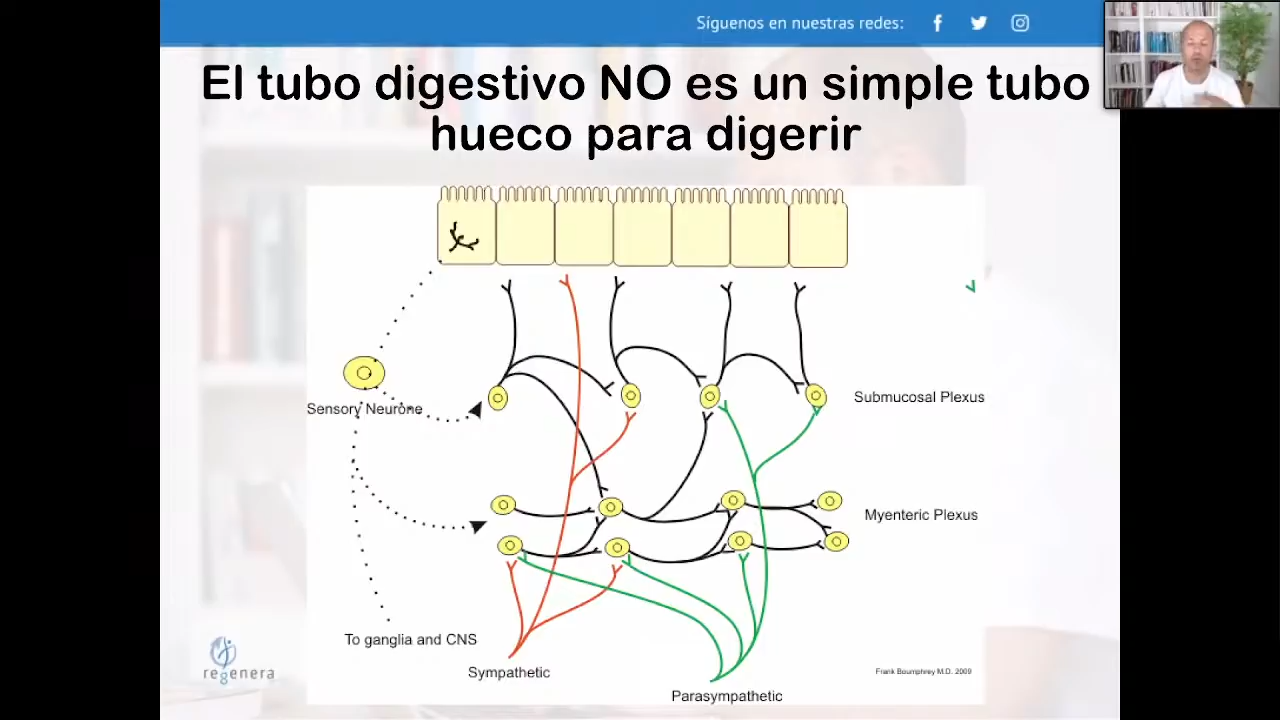 Síguenos en nuestras redes:
El tubo digestivo NO es un simple tubo
hueco para digerir
Sensory Neurone
Submucosal Plexus
Myenteric Plexus
To ganglia and CNS
Sympathetic
Parasympathetic
Frank Boumphrey M.D. 2009
regenera